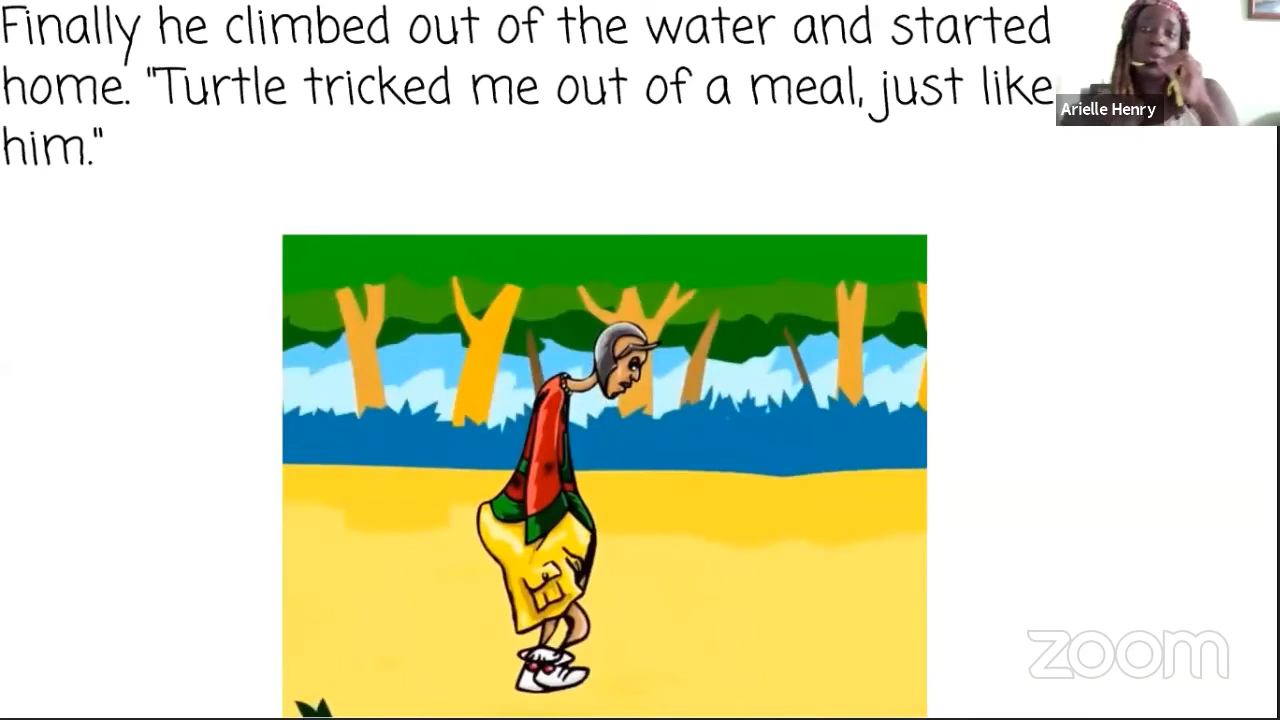 Finally he climbed out of the water and started
home. "Turtle tricked me out of a meal, just like
him."
Arielle Henry
zoom